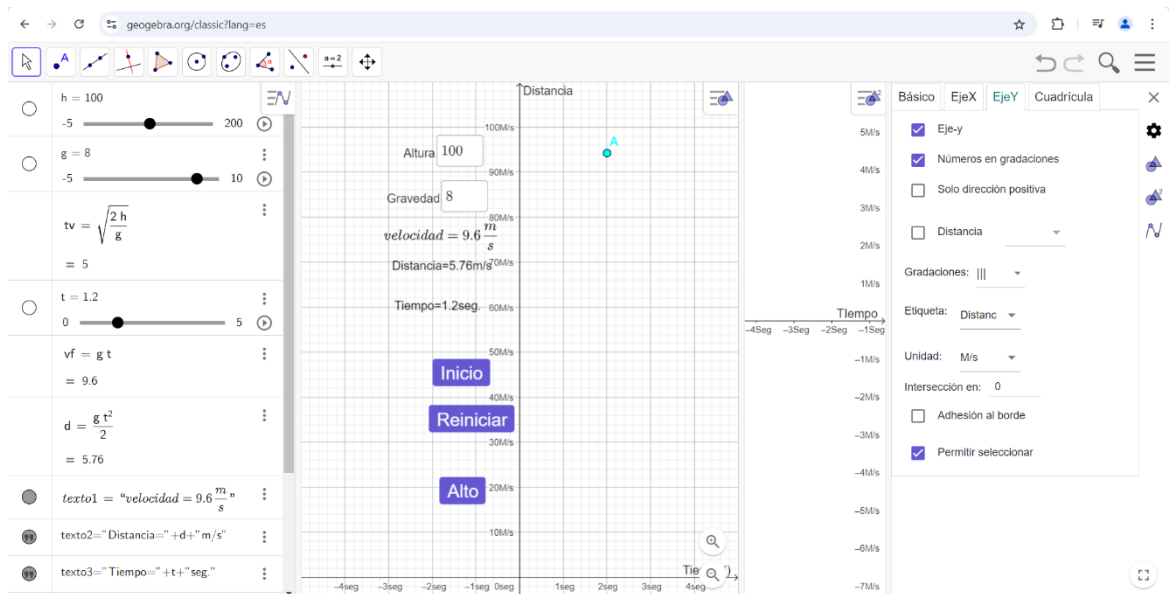 geogebra.org/classic?lang=es
A
a = 2
h = 100
-5 200
g = 8
-5 10
tv = √(2 h / g)
= 5
t = 1.2
0 5
vf = g t
= 9.6
d = g t² / 2
= 5.76
texto1 = “velocidad = 9.6 m/s”
texto2="Distancia="+d+"m/s"
texto3="Tiempo="+t+"seg."
Distancia
100M/s
90M/s
80M/s
70M/s
60M/s
50M/s
40M/s
30M/s
20M/s
10M/s
Altura 100
Gravedad 8
velocidad = 9.6 m/s
Distancia=5.76m/s
Tiempo=1.2seg.
Inicio
Reiniciar
Alto
A
–4seg –3seg –2seg –1seg 0seg 1seg 2seg 3seg 4seg
5M/s
4M/s
3M/s
2M/s
1M/s
TIempo
–4Seg –3Seg –2Seg –1Seg
–1M/s
–2M/s
–3M/s
–4M/s
–5M/s
–6M/s
–7M/s
Básico EjeX EjeY Cuadrícula
Eje-y
Números en gradaciones
Solo dirección positiva
Distancia
Gradaciones: |||
Etiqueta: Distanc
Unidad: M/s
Intersección en: 0
Adhesión al borde
Permitir seleccionar